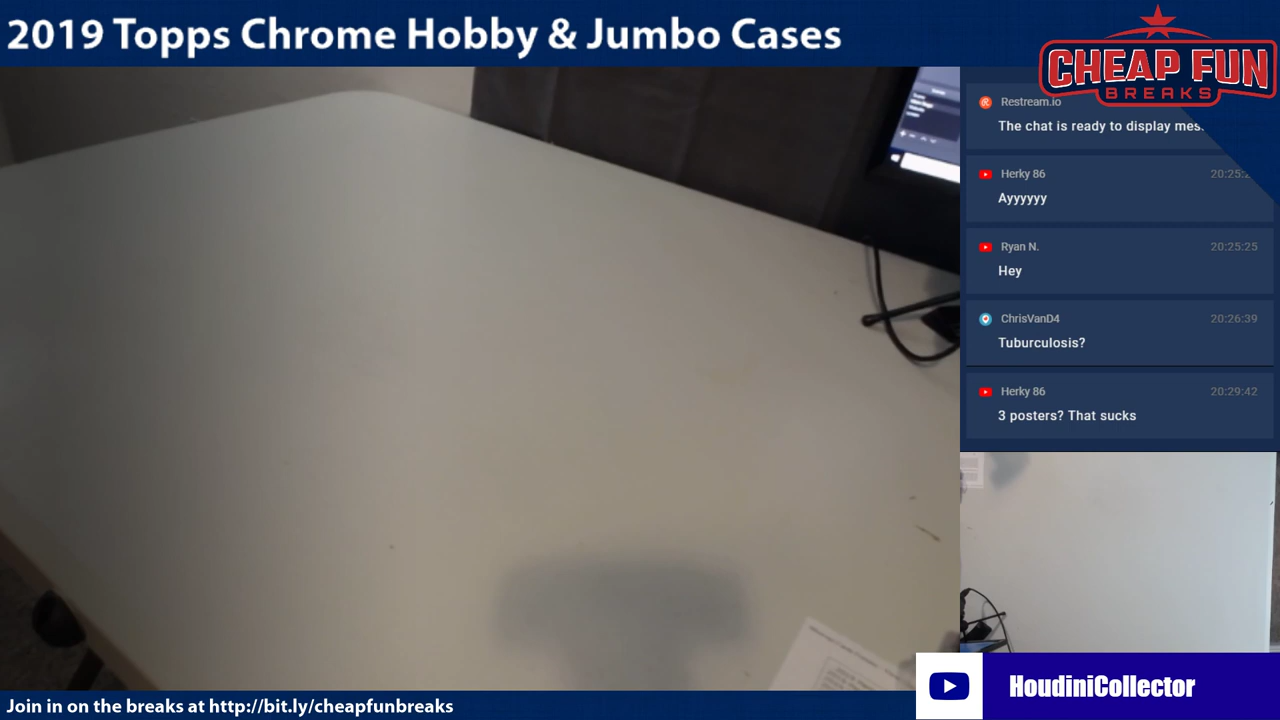 2019 Topps Chrome Hobby & Jumbo Cases
CHEAP FUN
BREAKS
Restream.io
The chat is ready to display mes
Herky 86
20:25:
Ayyyyyy
Ryan N.
20:25:25
Hey
ChrisVanD4
20:26:39
Tuburculosis?
Herky 86
20:29:42
3 posters? That sucks
HoudiniCollector
Join in on the breaks at http://bit.ly/cheapfunbreaks